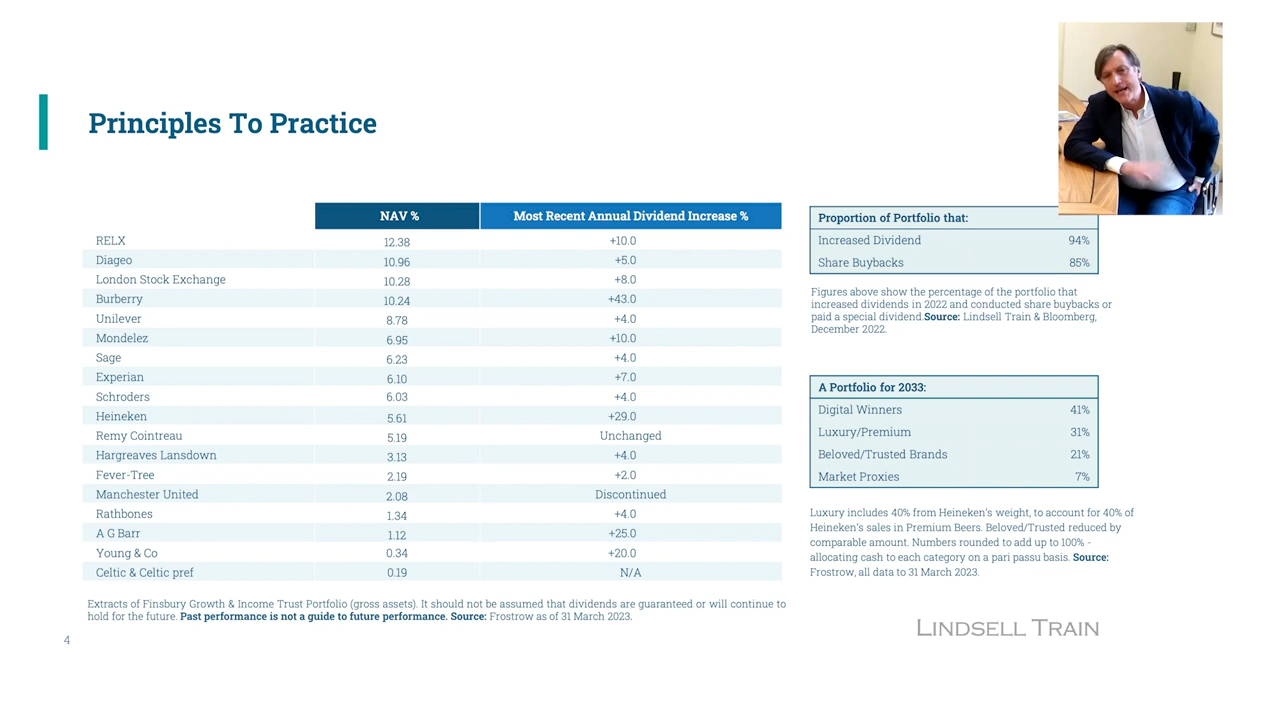 Principles To Practice
NAV % Most Recent Annual Dividend Increase %
RELX 12.38 +10.0
Diageo 10.96 +5.0
London Stock Exchange 10.28 +8.0
Burberry 10.24 +43.0
Unilever 8.78 +4.0
Mondelez 6.95 +10.0
Sage 6.23 +4.0
Experian 6.10 +7.0
Schroders 6.03 +4.0
Heineken 5.61 +29.0
Remy Cointreau 5.19 Unchanged
Hargreaves Lansdown 3.13 +4.0
Fever-Tree 2.19 +2.0
Manchester United 2.08 Discontinued
Rathbones 1.34 +4.0
A G Barr 1.12 +25.0
Young & Co 0.34 +20.0
Celtic & Celtic pref 0.19 N/A
Extracts of Finsbury Growth & Income Trust Portfolio (gross assets). It should not be assumed that dividends are guaranteed or will continue to
hold for the future. Past performance is not a guide to future performance. Source: Frostrow as of 31 March 2023.
Proportion of Portfolio that:
Increased Dividend 94%
Share Buybacks 85%
Figures above show the percentage of the portfolio that
increased dividends in 2022 and conducted share buybacks or
paid a special dividend.Source: Lindsell Train & Bloomberg,
December 2022.
A Portfolio for 2033:
Digital Winners 41%
Luxury/Premium 31%
Beloved/Trusted Brands 21%
Market Proxies 7%
Luxury includes 40% from Heineken's weight, to account for 40% of
Heineken's sales in Premium Beers. Beloved/Trusted reduced by
comparable amount. Numbers rounded to add up to 100% -
allocating cash to each category on a pari passu basis. Source:
Frostrow, all data to 31 March 2023.
4
LINDSELL TRAIN